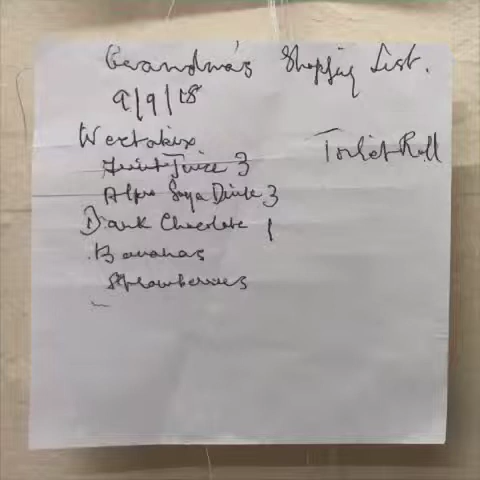 Grandma's Shopping List.
9/9/18
Weetabix
Fruit Juice 3
Alpro Soya Drink 3
Dark Chocolate 1
Bananas
Strawberries
Toilet Roll